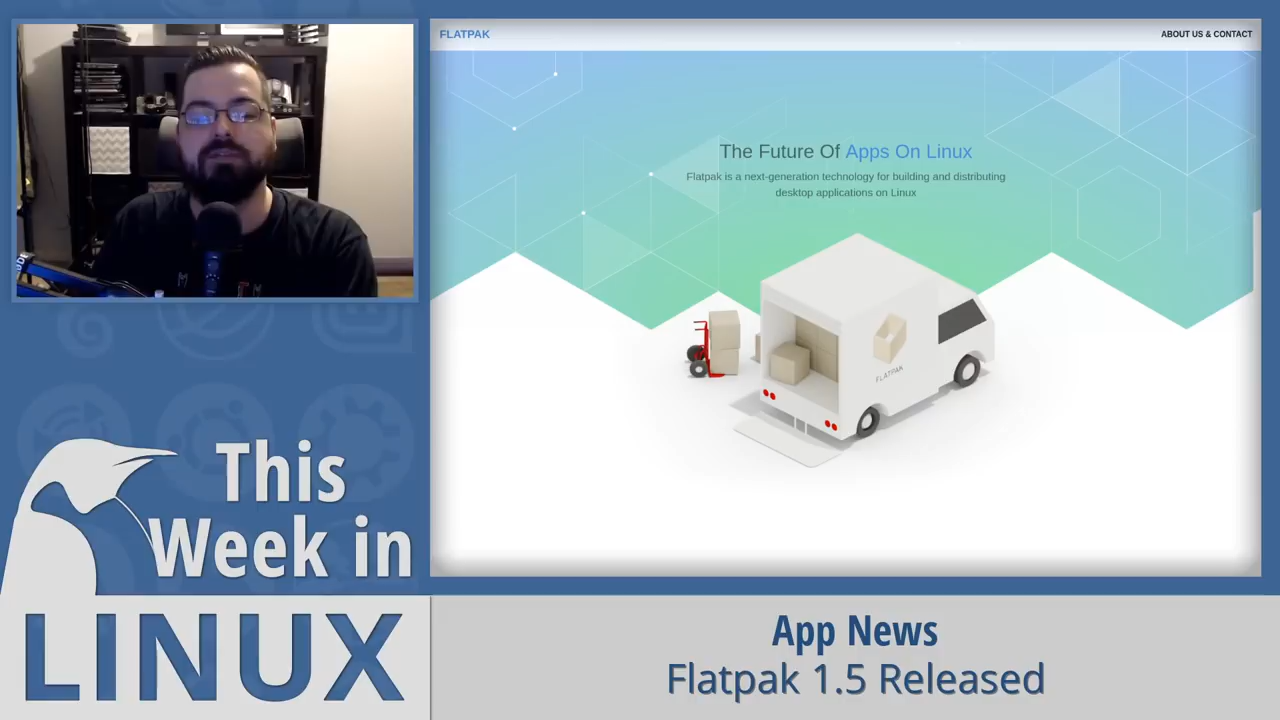 FLATPAK
ABOUT US & CONTACT
The Future Of Apps On Linux
Flatpak is a next-generation technology for building and distributing
desktop applications on Linux
FLATPAK
This
Week in
LINUX
App News
Flatpak 1.5 Released